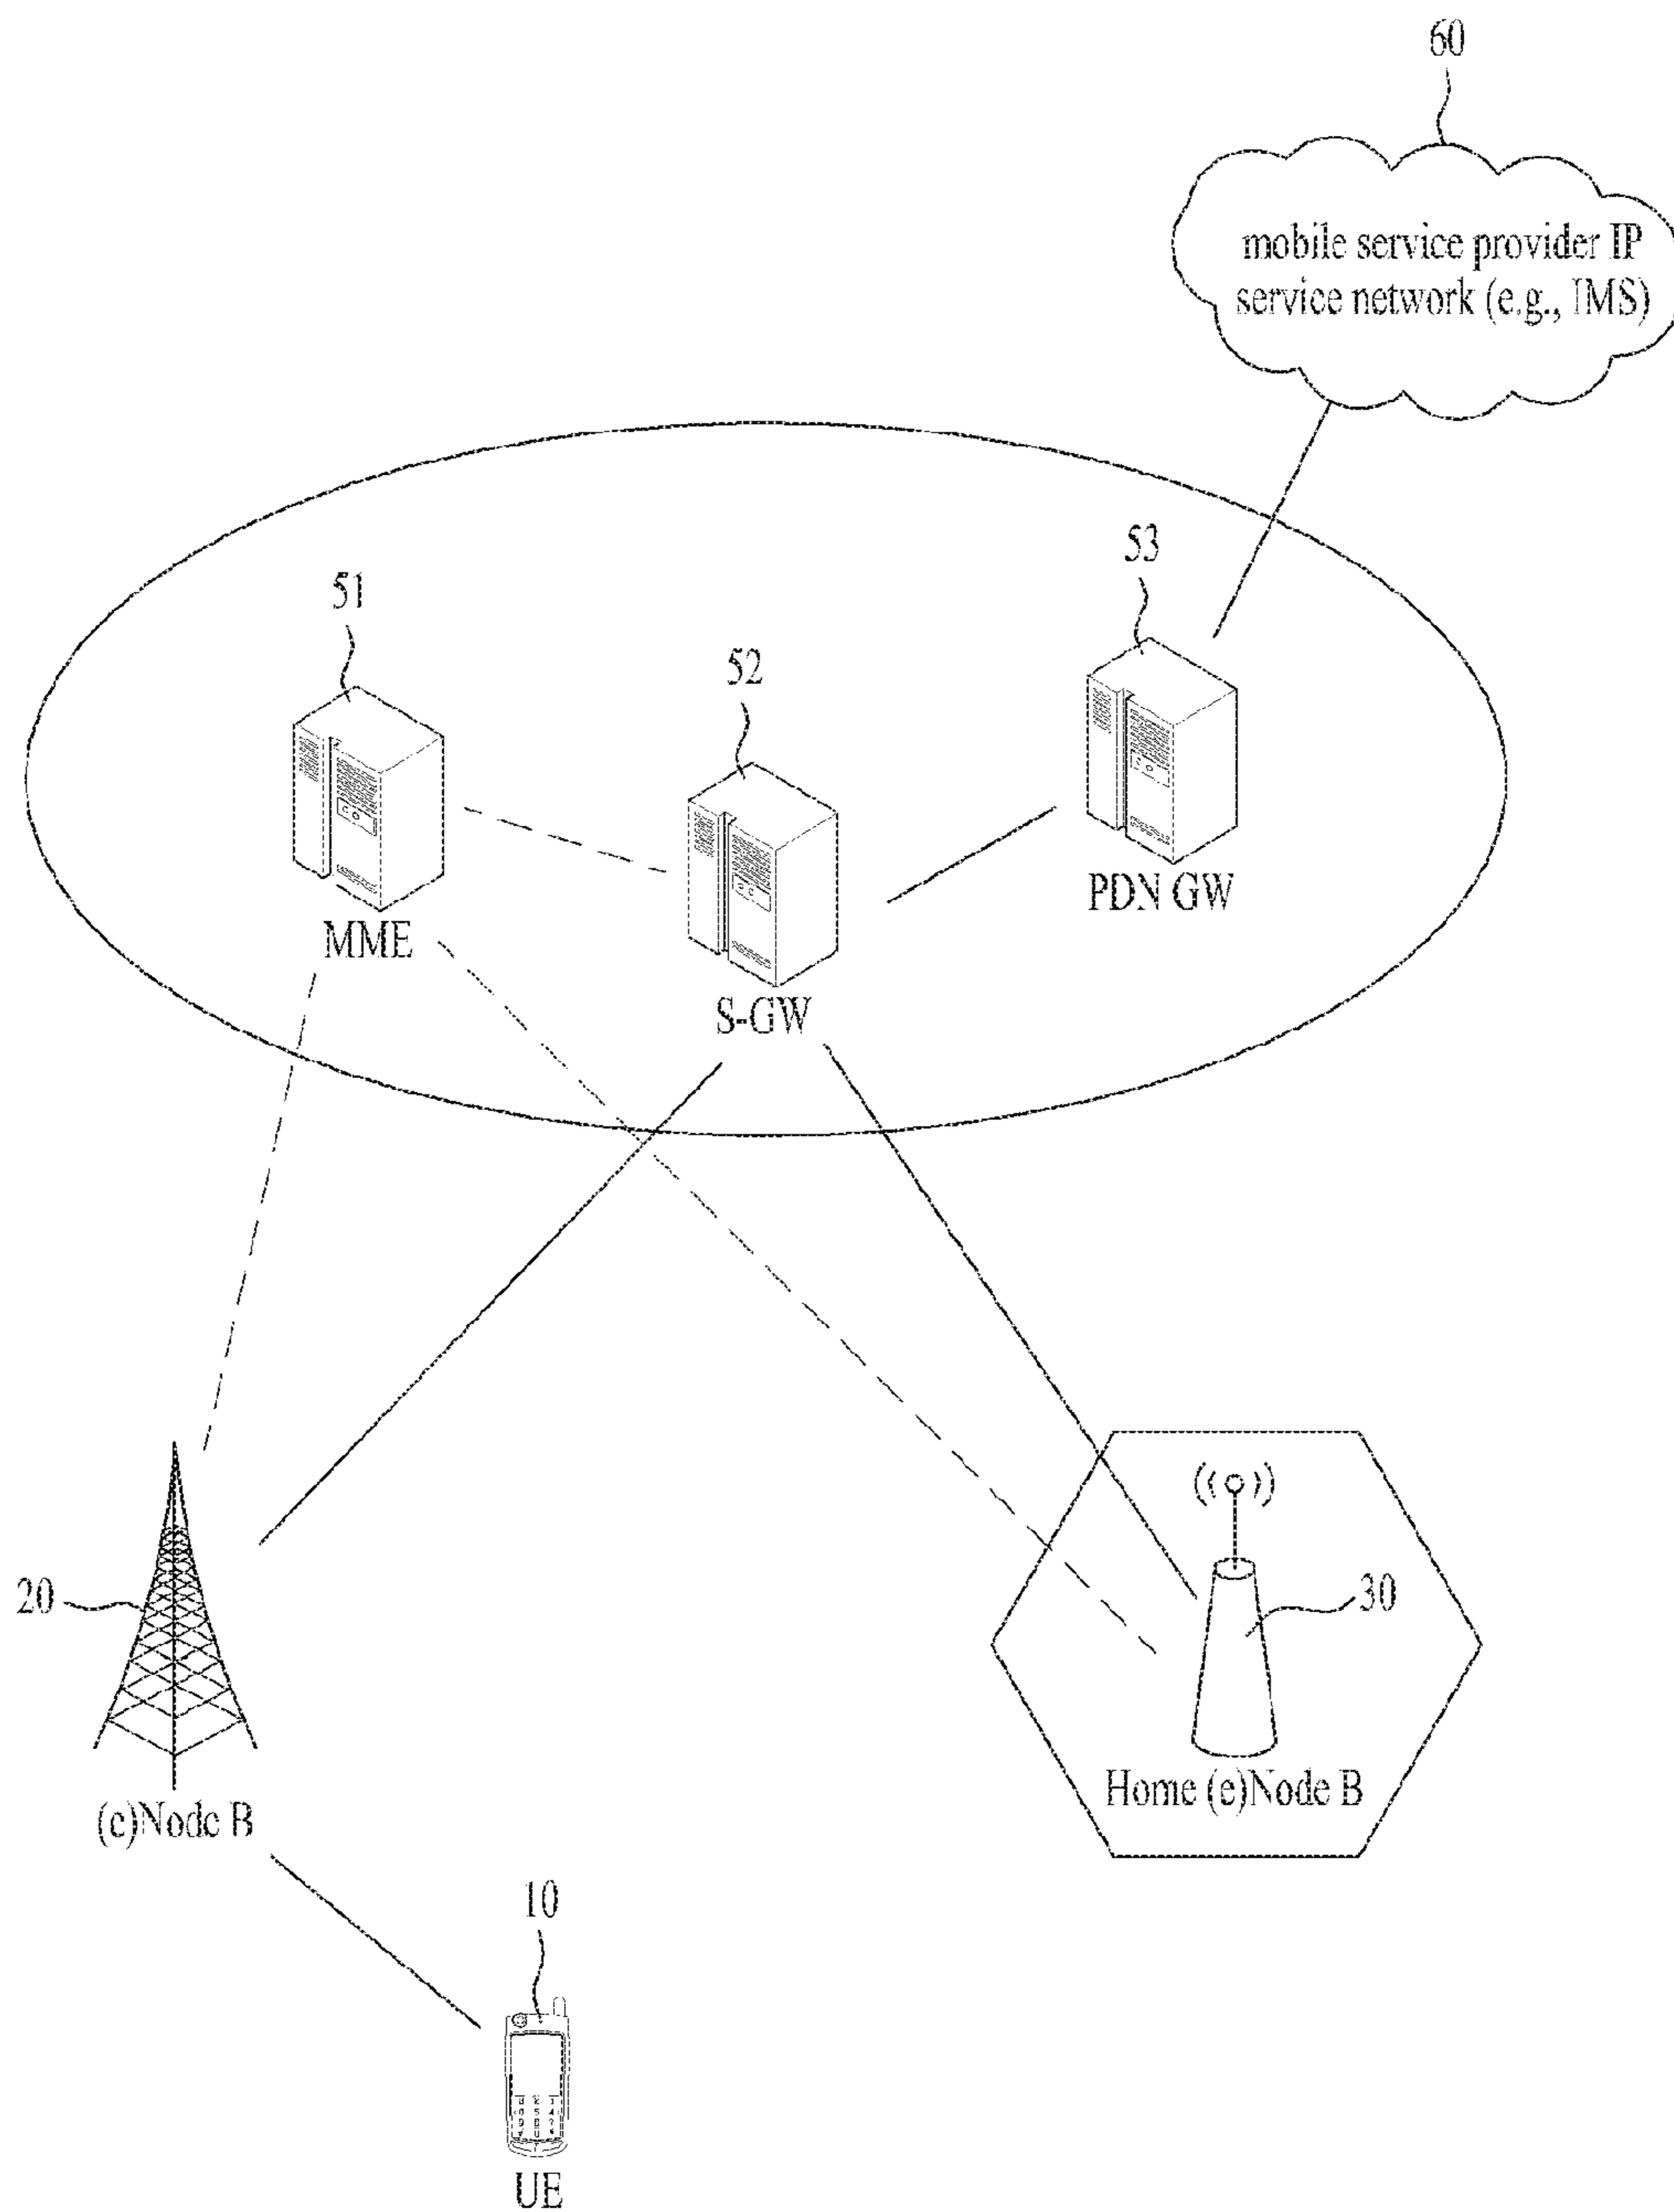 60
mobile service provider IP
service network (e.g., IMS)
53
51
52
PDN GW
MME
S-GW
20
30
Home (e)Node B
(e)Node B
10
UE